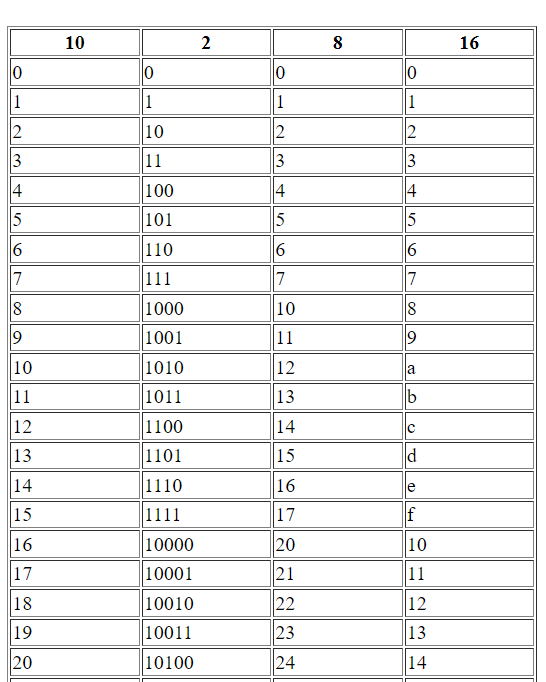 10 2 8 16
0 0 0 0
1 1 1 1
2 10 2 2
3 11 3 3
4 100 4 4
5 101 5 5
6 110 6 6
7 111 7 7
8 1000 10 8
9 1001 11 9
10 1010 12 a
11 1011 13 b
12 1100 14 c
13 1101 15 d
14 1110 16 e
15 1111 17 f
16 10000 20 10
17 10001 21 11
18 10010 22 12
19 10011 23 13
20 10100 24 14